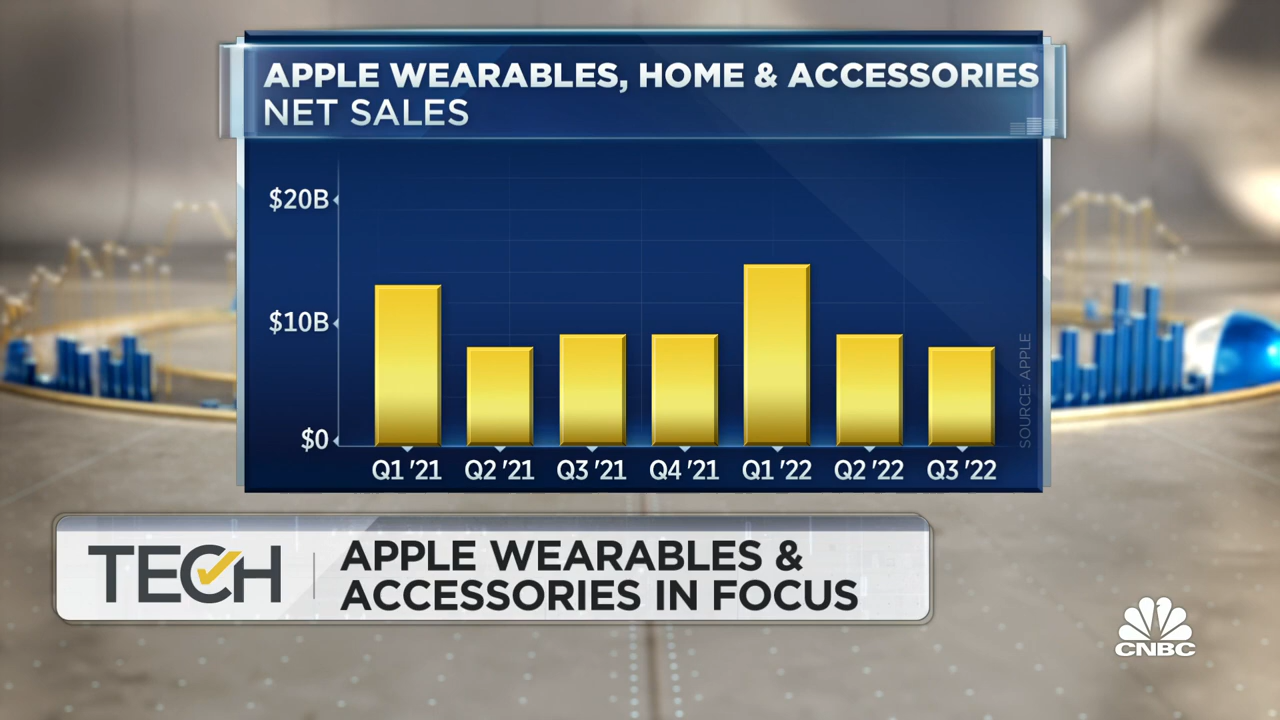 APPLE WEARABLES, HOME & ACCESSORIES
NET SALES
$20B
$10B
$0
Q1 '21 Q2 '21 Q3 '21 Q4 '21 Q1 '22 Q2 '22 Q3 '22
SOURCE: APPLE
TECH
APPLE WEARABLES &
ACCESSORIES IN FOCUS
CNBC